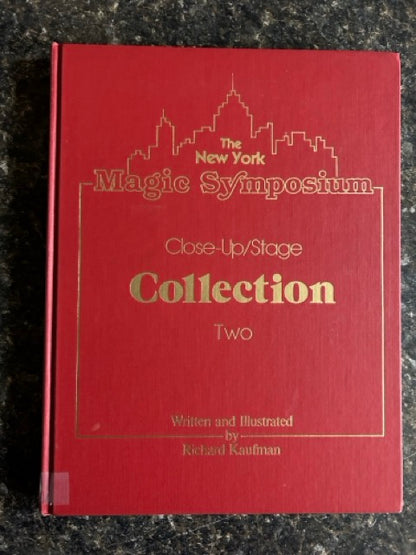 The
New York
Magic Symposium
Close-Up/Stage
Collection
Two
Written and Illustrated
by
Richard Kaufman